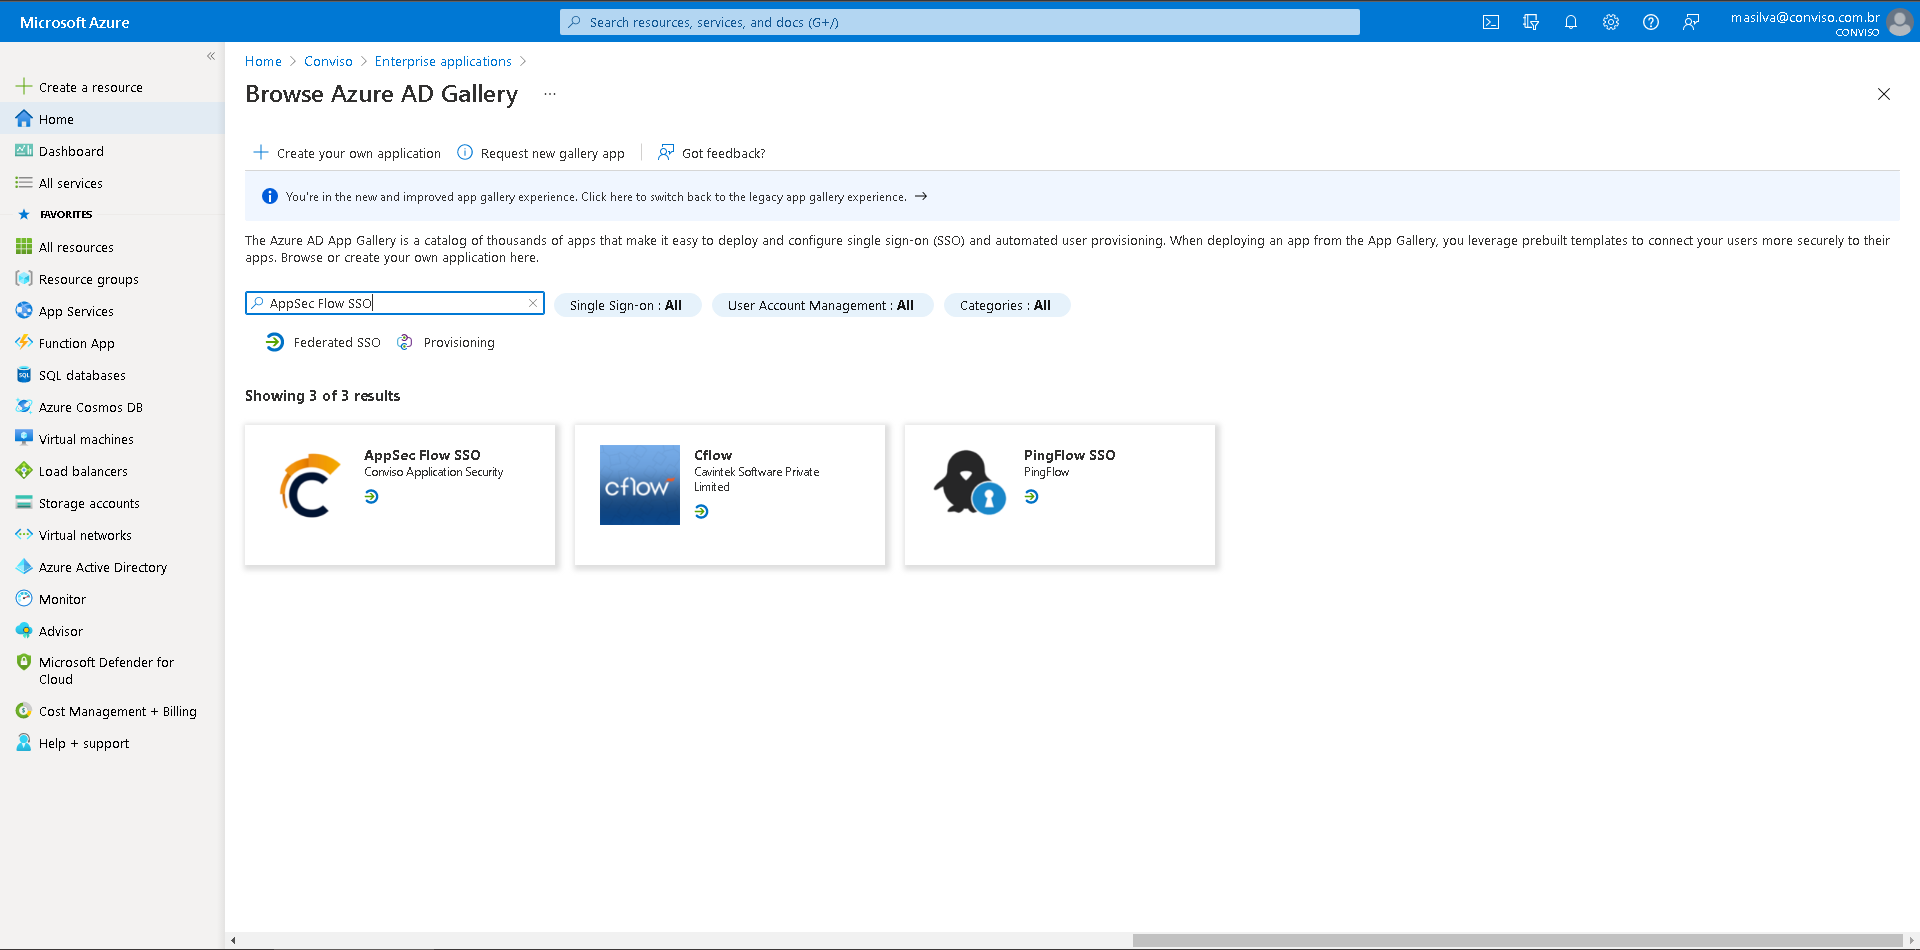 Microsoft Azure
Search resources, services, and docs (G+/)
masilva@conviso.com.br
CONVISO
Create a resource
Home
Dashboard
All services
FAVORITES
All resources
Resource groups
App Services
Function App
SQL databases
Azure Cosmos DB
Virtual machines
Load balancers
Storage accounts
Virtual networks
Azure Active Directory
Monitor
Advisor
Microsoft Defender for
Cloud
Cost Management + Billing
Help + support
Home > Conviso > Enterprise applications >
Browse Azure AD Gallery ...
Create your own application
Request new gallery app
Got feedback?
You're in the new and improved app gallery experience. Click here to switch back to the legacy app gallery experience. →
The Azure AD App Gallery is a catalog of thousands of apps that make it easy to deploy and configure single sign-on (SSO) and automated user provisioning. When deploying an app from the App Gallery, you leverage prebuilt templates to connect your users more securely to their
apps. Browse or create your own application here.
AppSec Flow SSO
Single Sign-on : All
User Account Management : All
Categories : All
Federated SSO
Provisioning
Showing 3 of 3 results
AppSec Flow SSO
Conviso Application Security
cflow
Cflow
Cavintek Software Private
Limited
PingFlow SSO
PingFlow